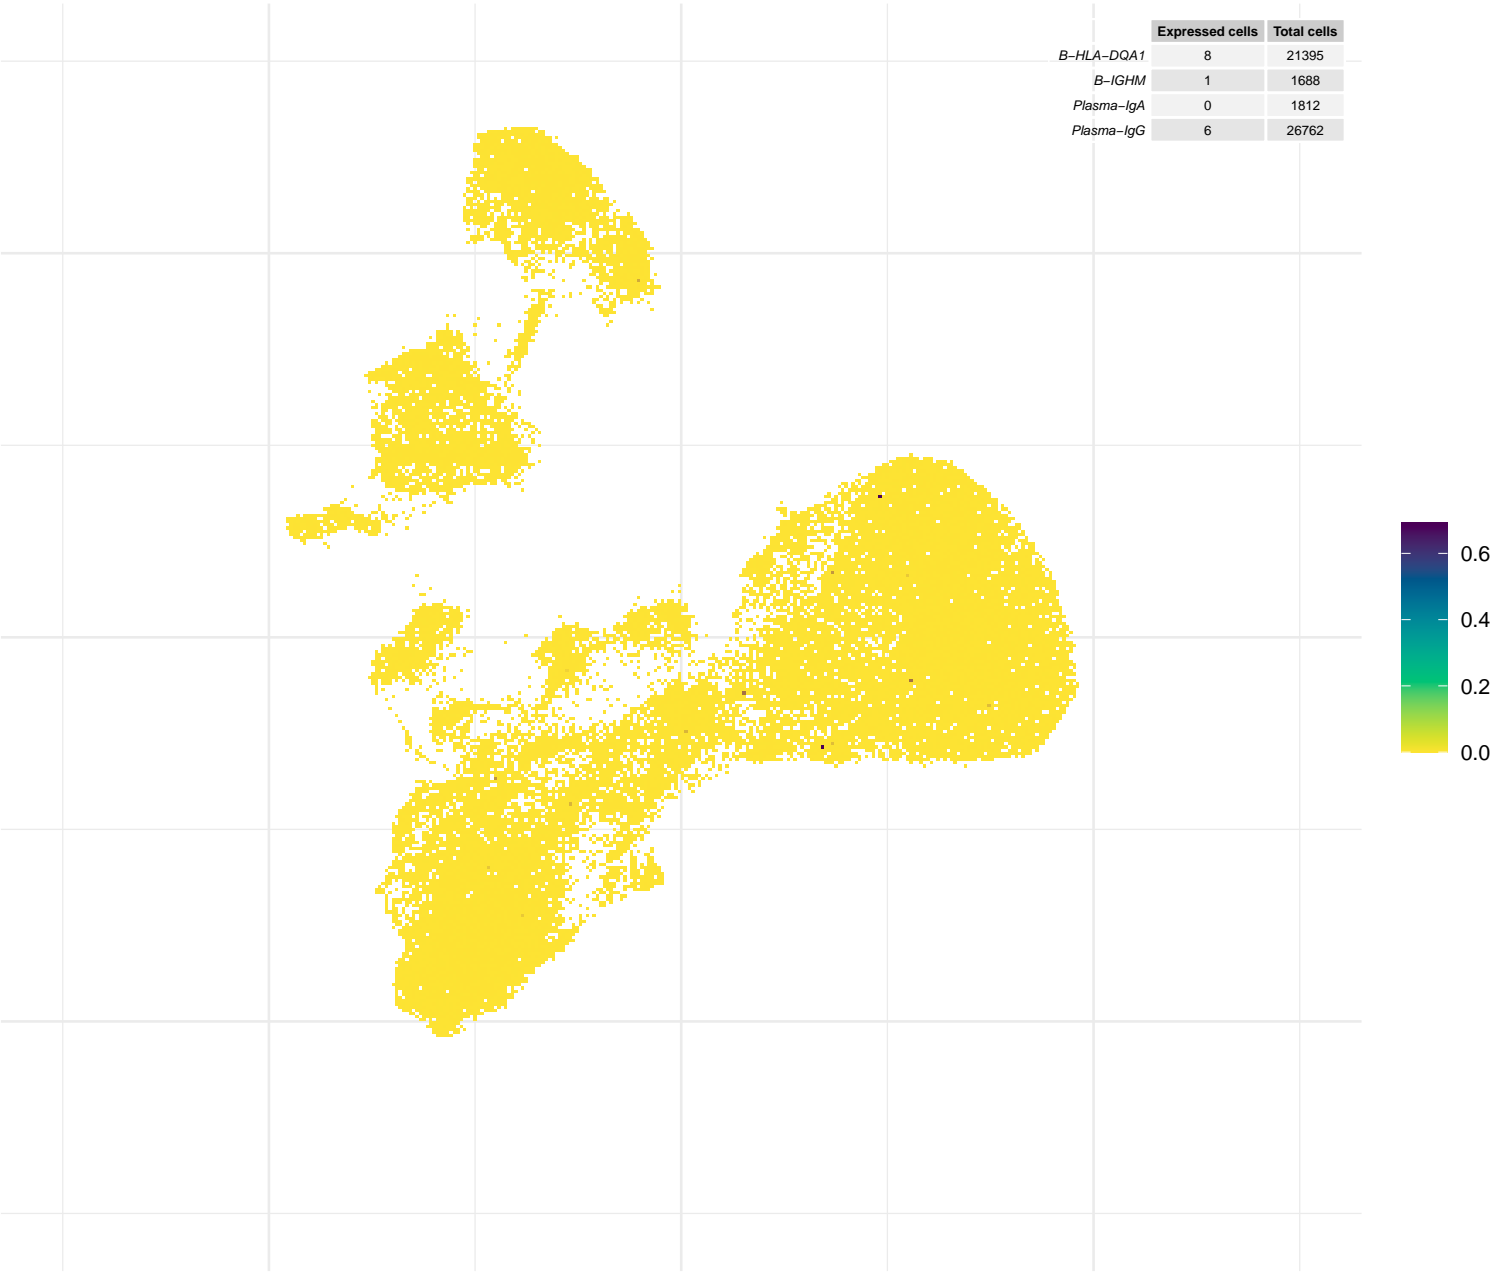 Expressed cells Total cells
B−HLA−DQA1 8 21395
B−IGHM 1 1688
Plasma−IgA 0 1812
Plasma−IgG 6 26762
0.6
0.4
0.2
0.0